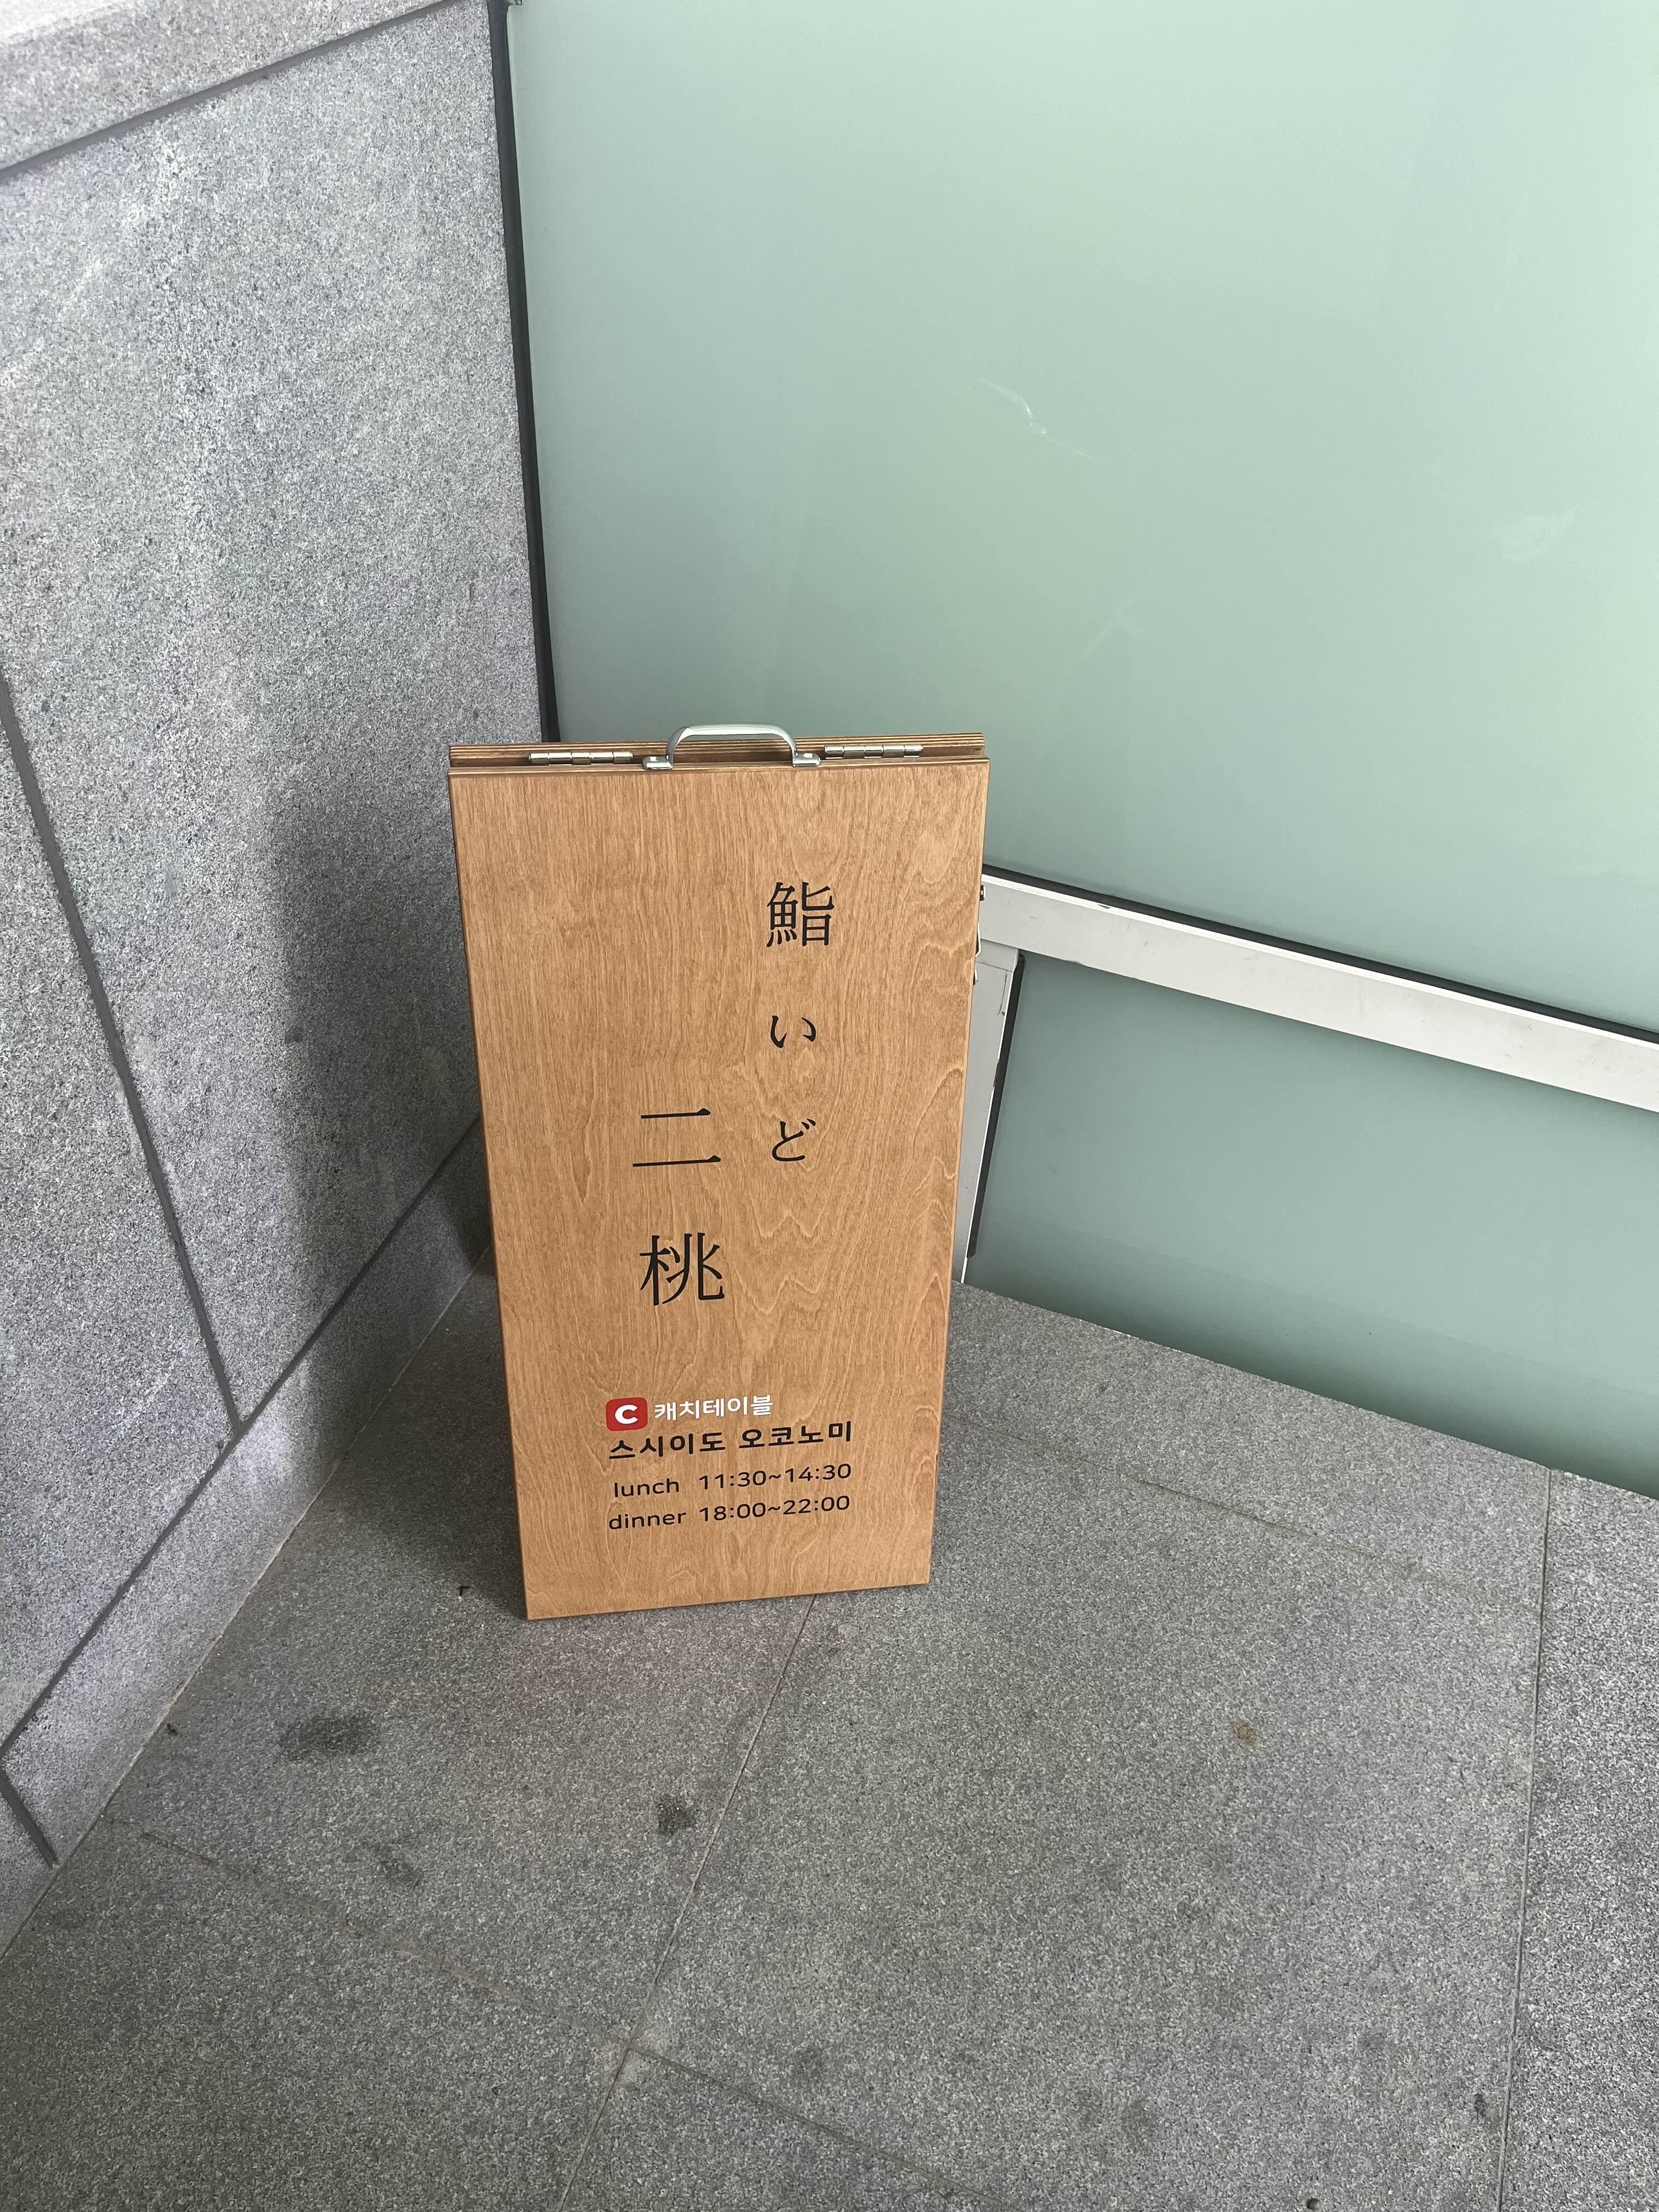 鮨いど
二桃
C 캐치테이블
스시이도 오코노미
lunch 11:30~14:30
dinner 18:00~22:00